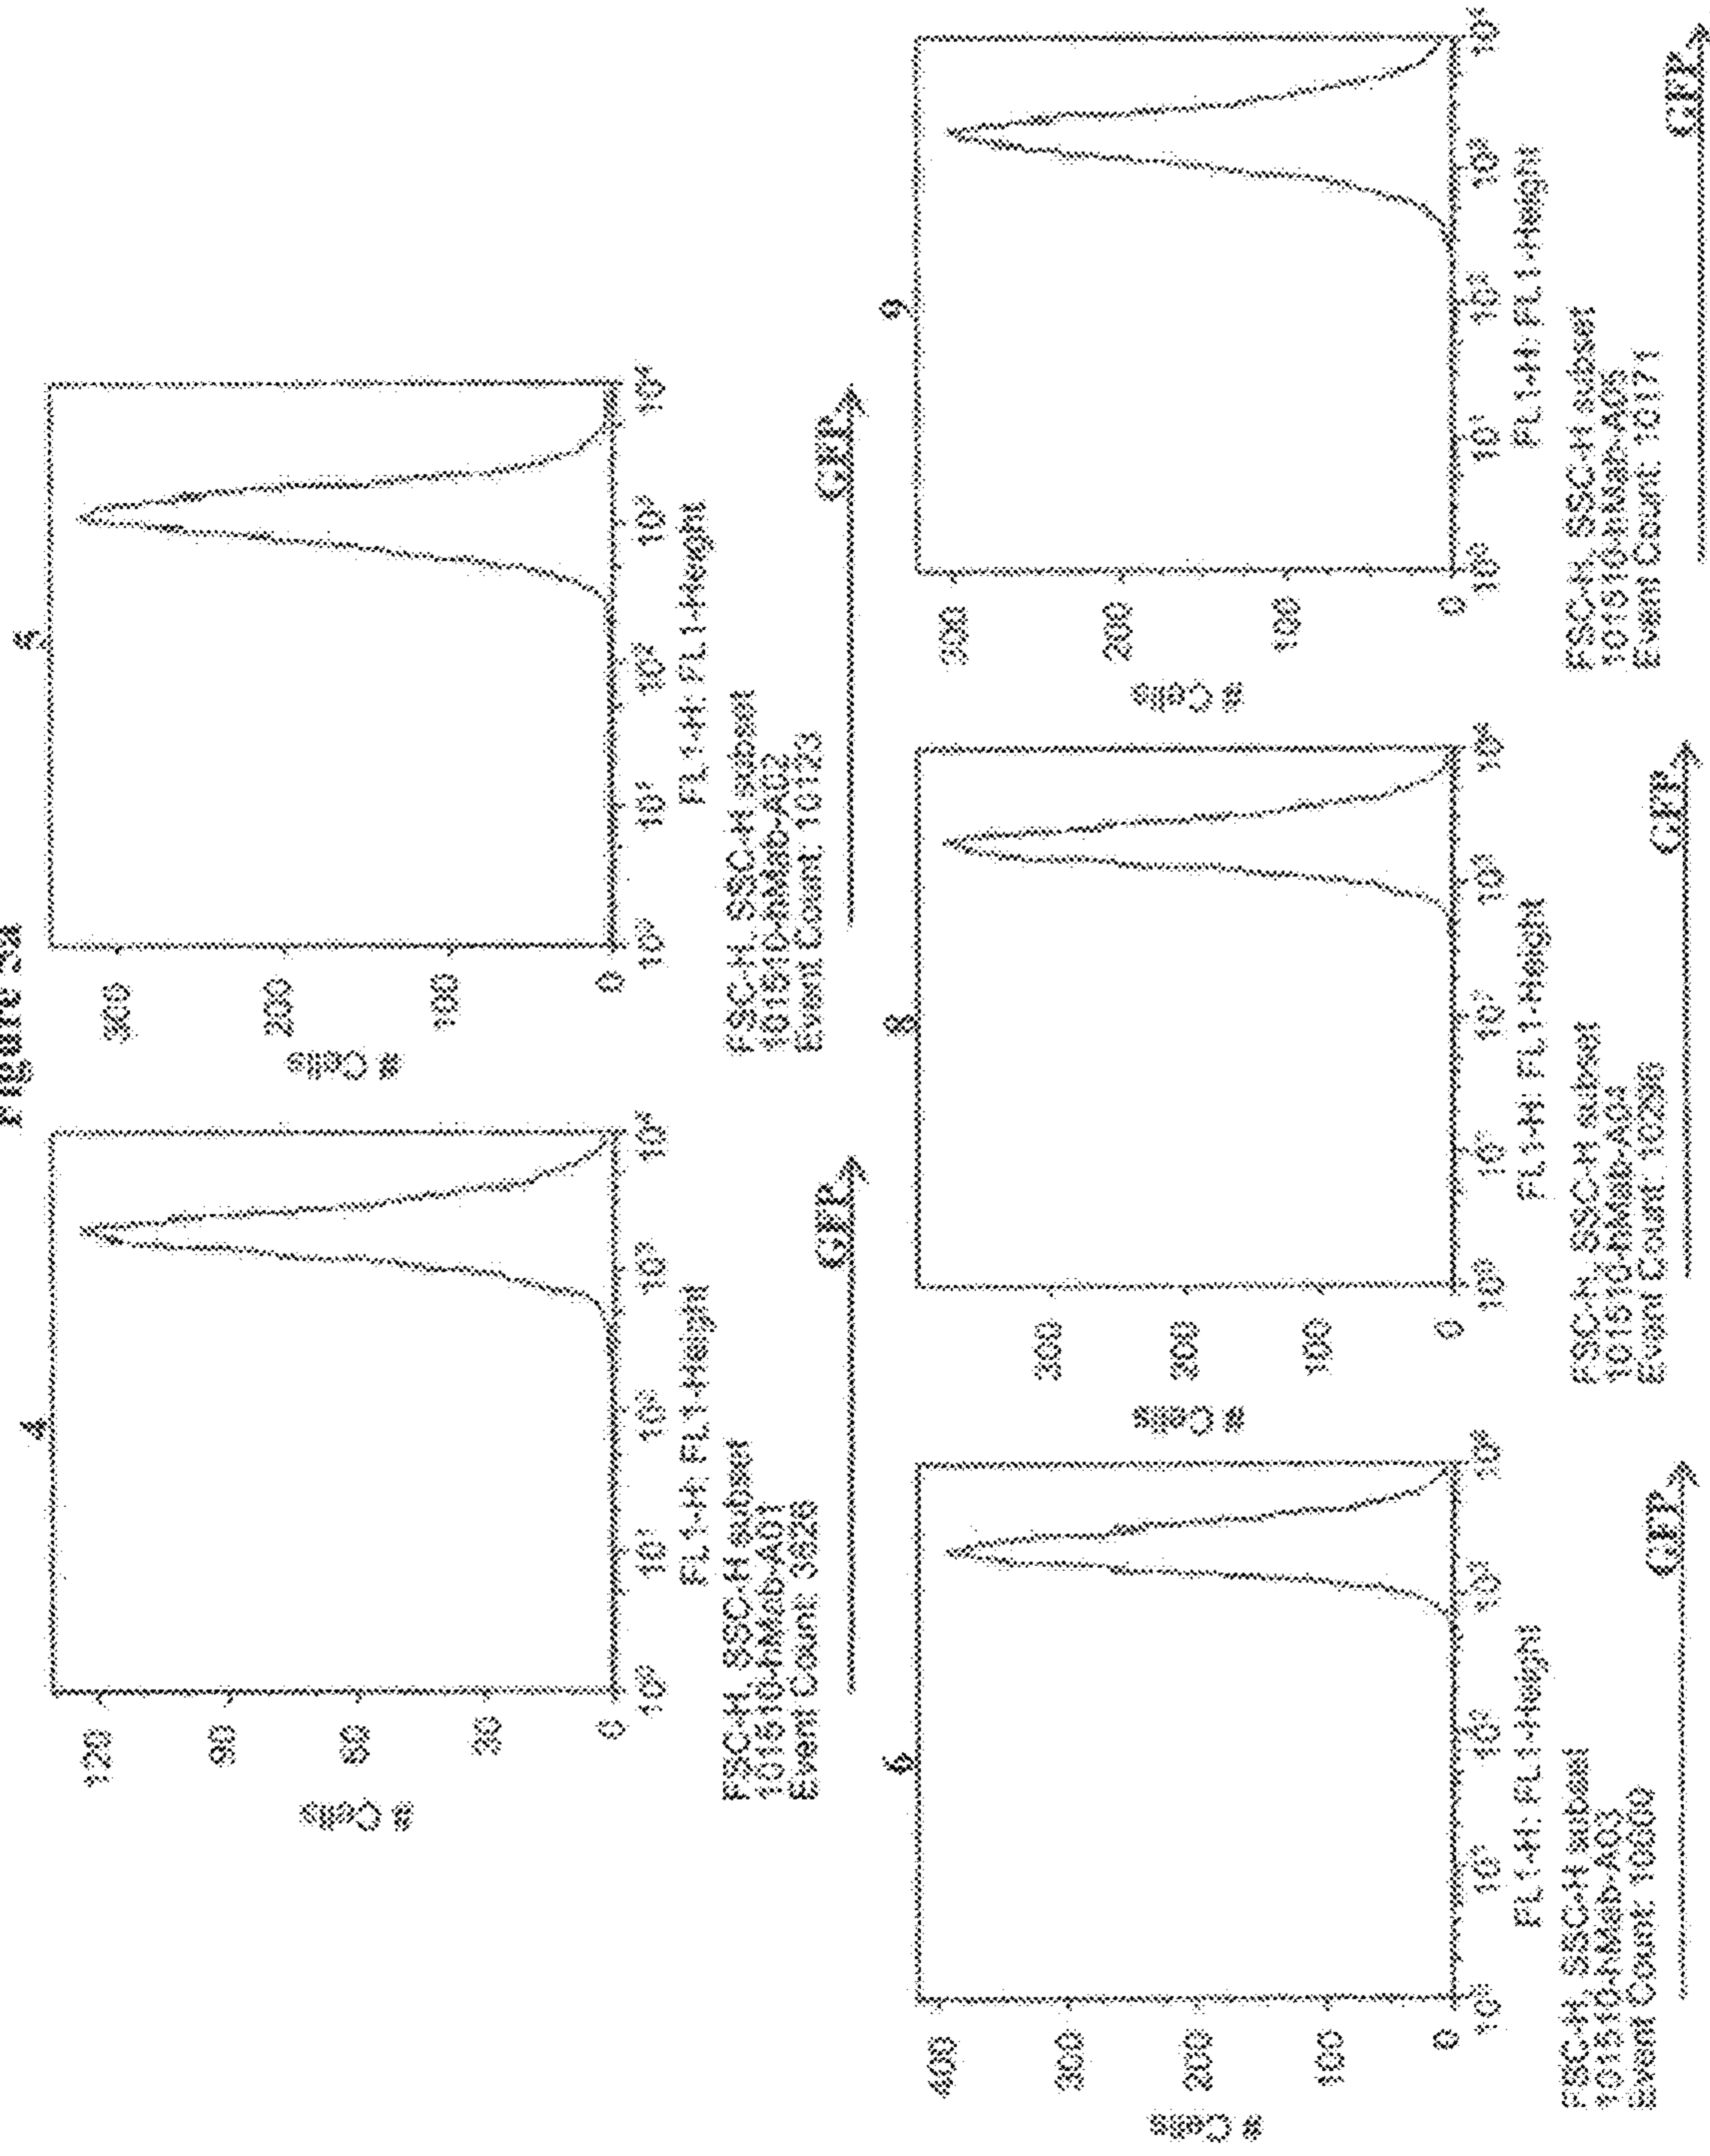 Figure 5a
4
# Cells
120
90
60
30
0
10⁰
10¹
10²
10³
10⁴
FL1-H: FL1-Height
FSC-H, SSC-H subset
101510-hMab-A01
GFP
5
# Cells
300
200
100
0
10⁰
10¹
10²
10³
10⁴
FL1-H: FL1-Height
FSC-H, SSC-H subset
101510-hMab-A02
Event Count: 10123
GFP
6
# Cells
400
300
200
100
0
10⁰
10¹
10²
10³
10⁴
FL1-H: FL1-Height
FSC-H, SSC-H subset
101510-hMab-A03
GFP
8
# Cells
300
200
100
0
10⁰
10¹
10²
10³
10⁴
FL1-H: FL1-Height
FSC-H, SSC-H subset
101510-hMab-A04
GFP
9
# Cells
300
200
100
0
10⁰
10¹
10²
10³
10⁴
FL1-H: FL1-Height
FSC-H, SSC-H subset
101510-hMab-A05
Event Count: 10171
GFP